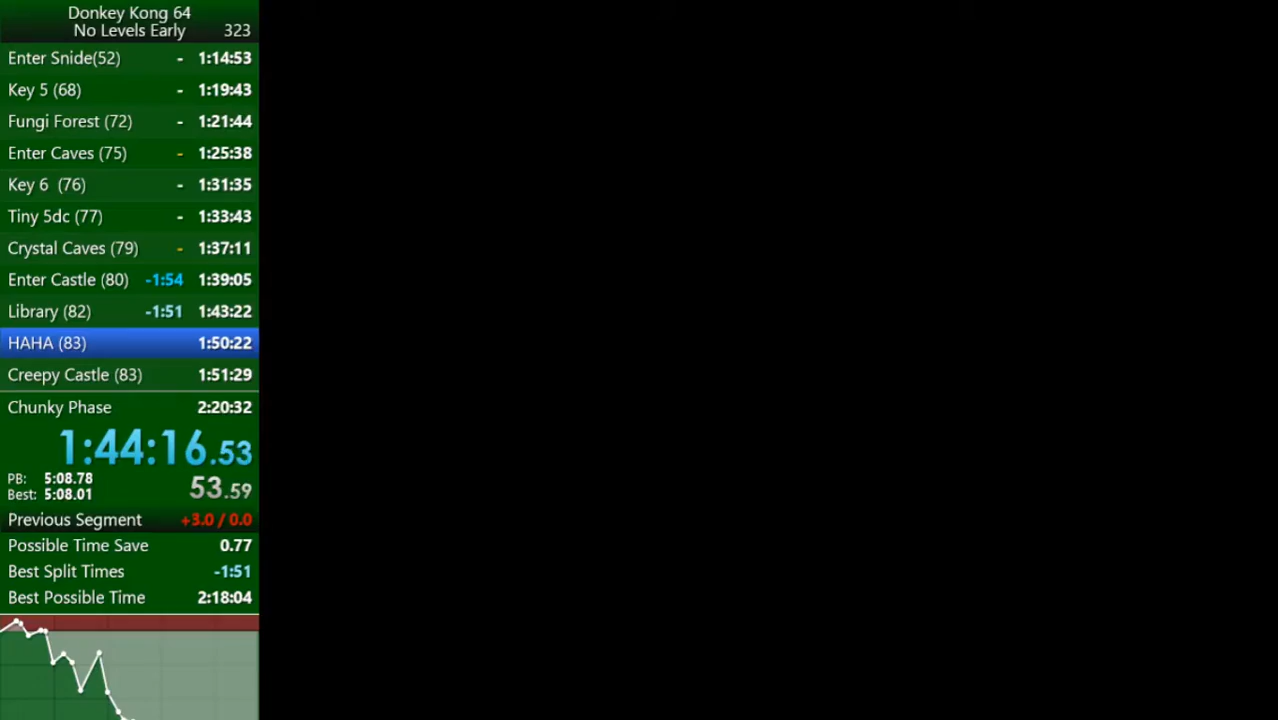 Donkey Kong 64
No Levels Early 323
Enter Snide(52) - 1:14:53
Key 5 (68) - 1:19:43
Fungi Forest (72) - 1:21:44
Enter Caves (75) - 1:25:38
Key 6 (76) - 1:31:35
Tiny 5dc (77) - 1:33:43
Crystal Caves (79) - 1:37:11
Enter Castle (80) -1:54 1:39:05
Library (82) -1:51 1:43:22
HAHA (83) 1:50:22
Creepy Castle (83) 1:51:29
Chunky Phase 2:20:32
1:44:16.53
PB: 5:08.78
Best: 5:08.01 53.59
Previous Segment +3.0 / 0.0
Possible Time Save 0.77
Best Split Times -1:51
Best Possible Time 2:18:04